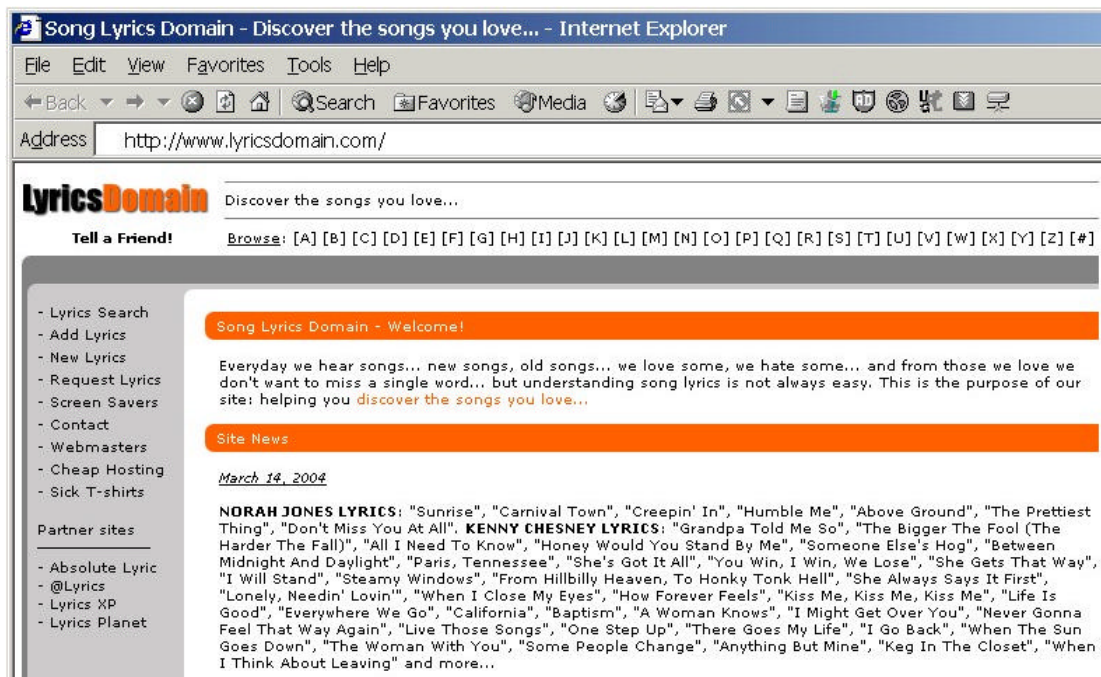 Song Lyrics Domain - Discover the songs you love... - Internet Explorer
File Edit View Favorites Tools Help
Back Search Favorites Media
Address http://www.lyricsdomain.com/
LyricsDomain
Discover the songs you love...
Tell a Friend!
Browse: [A] [B] [C] [D] [E] [F] [G] [H] [I] [J] [K] [L] [M] [N] [O] [P] [Q] [R] [S] [T] [U] [V] [W] [X] [Y] [Z] [#]
- Lyrics Search
- Add Lyrics
- New Lyrics
- Request Lyrics
- Screen Savers
- Contact
- Webmasters
- Cheap Hosting
- Sick T-shirts
Partner sites
- Absolute Lyric
- @Lyrics
- Lyrics XP
- Lyrics Planet
Song Lyrics Domain - Welcome!
Everyday we hear songs... new songs, old songs... we love some, we hate some... and from those we love we
don't want to miss a single word... but understanding song lyrics is not always easy. This is the purpose of our
site: helping you discover the songs you love...
Site News
March 14, 2004
NORAH JONES LYRICS: "Sunrise", "Carnival Town", "Creepin' In", "Humble Me", "Above Ground", "The Prettiest
Thing", "Don't Miss You At All". KENNY CHESNEY LYRICS: "Grandpa Told Me So", "The Bigger The Fool (The
Harder The Fall)", "All I Need To Know", "Honey Would You Stand By Me", "Someone Else's Hog", "Between
Midnight And Daylight", "Paris, Tennessee", "She's Got It All", "You Win, I Win, We Lose", "She Gets That Way",
"I Will Stand", "Steamy Windows", "From Hillbilly Heaven, To Honky Tonk Hell", "She Always Says It First",
"Lonely, Needin' Lovin'", "When I Close My Eyes", "How Forever Feels", "Kiss Me, Kiss Me, Kiss Me", "Life Is
Good", "Everywhere We Go", "California", "Baptism", "A Woman Knows", "I Might Get Over You", "Never Gonna
Feel That Way Again", "Live Those Songs", "One Step Up", "There Goes My Life", "I Go Back", "When The Sun
Goes Down", "The Woman With You", "Some People Change", "Anything But Mine", "Keg In The Closet", "When
I Think About Leaving" and more...